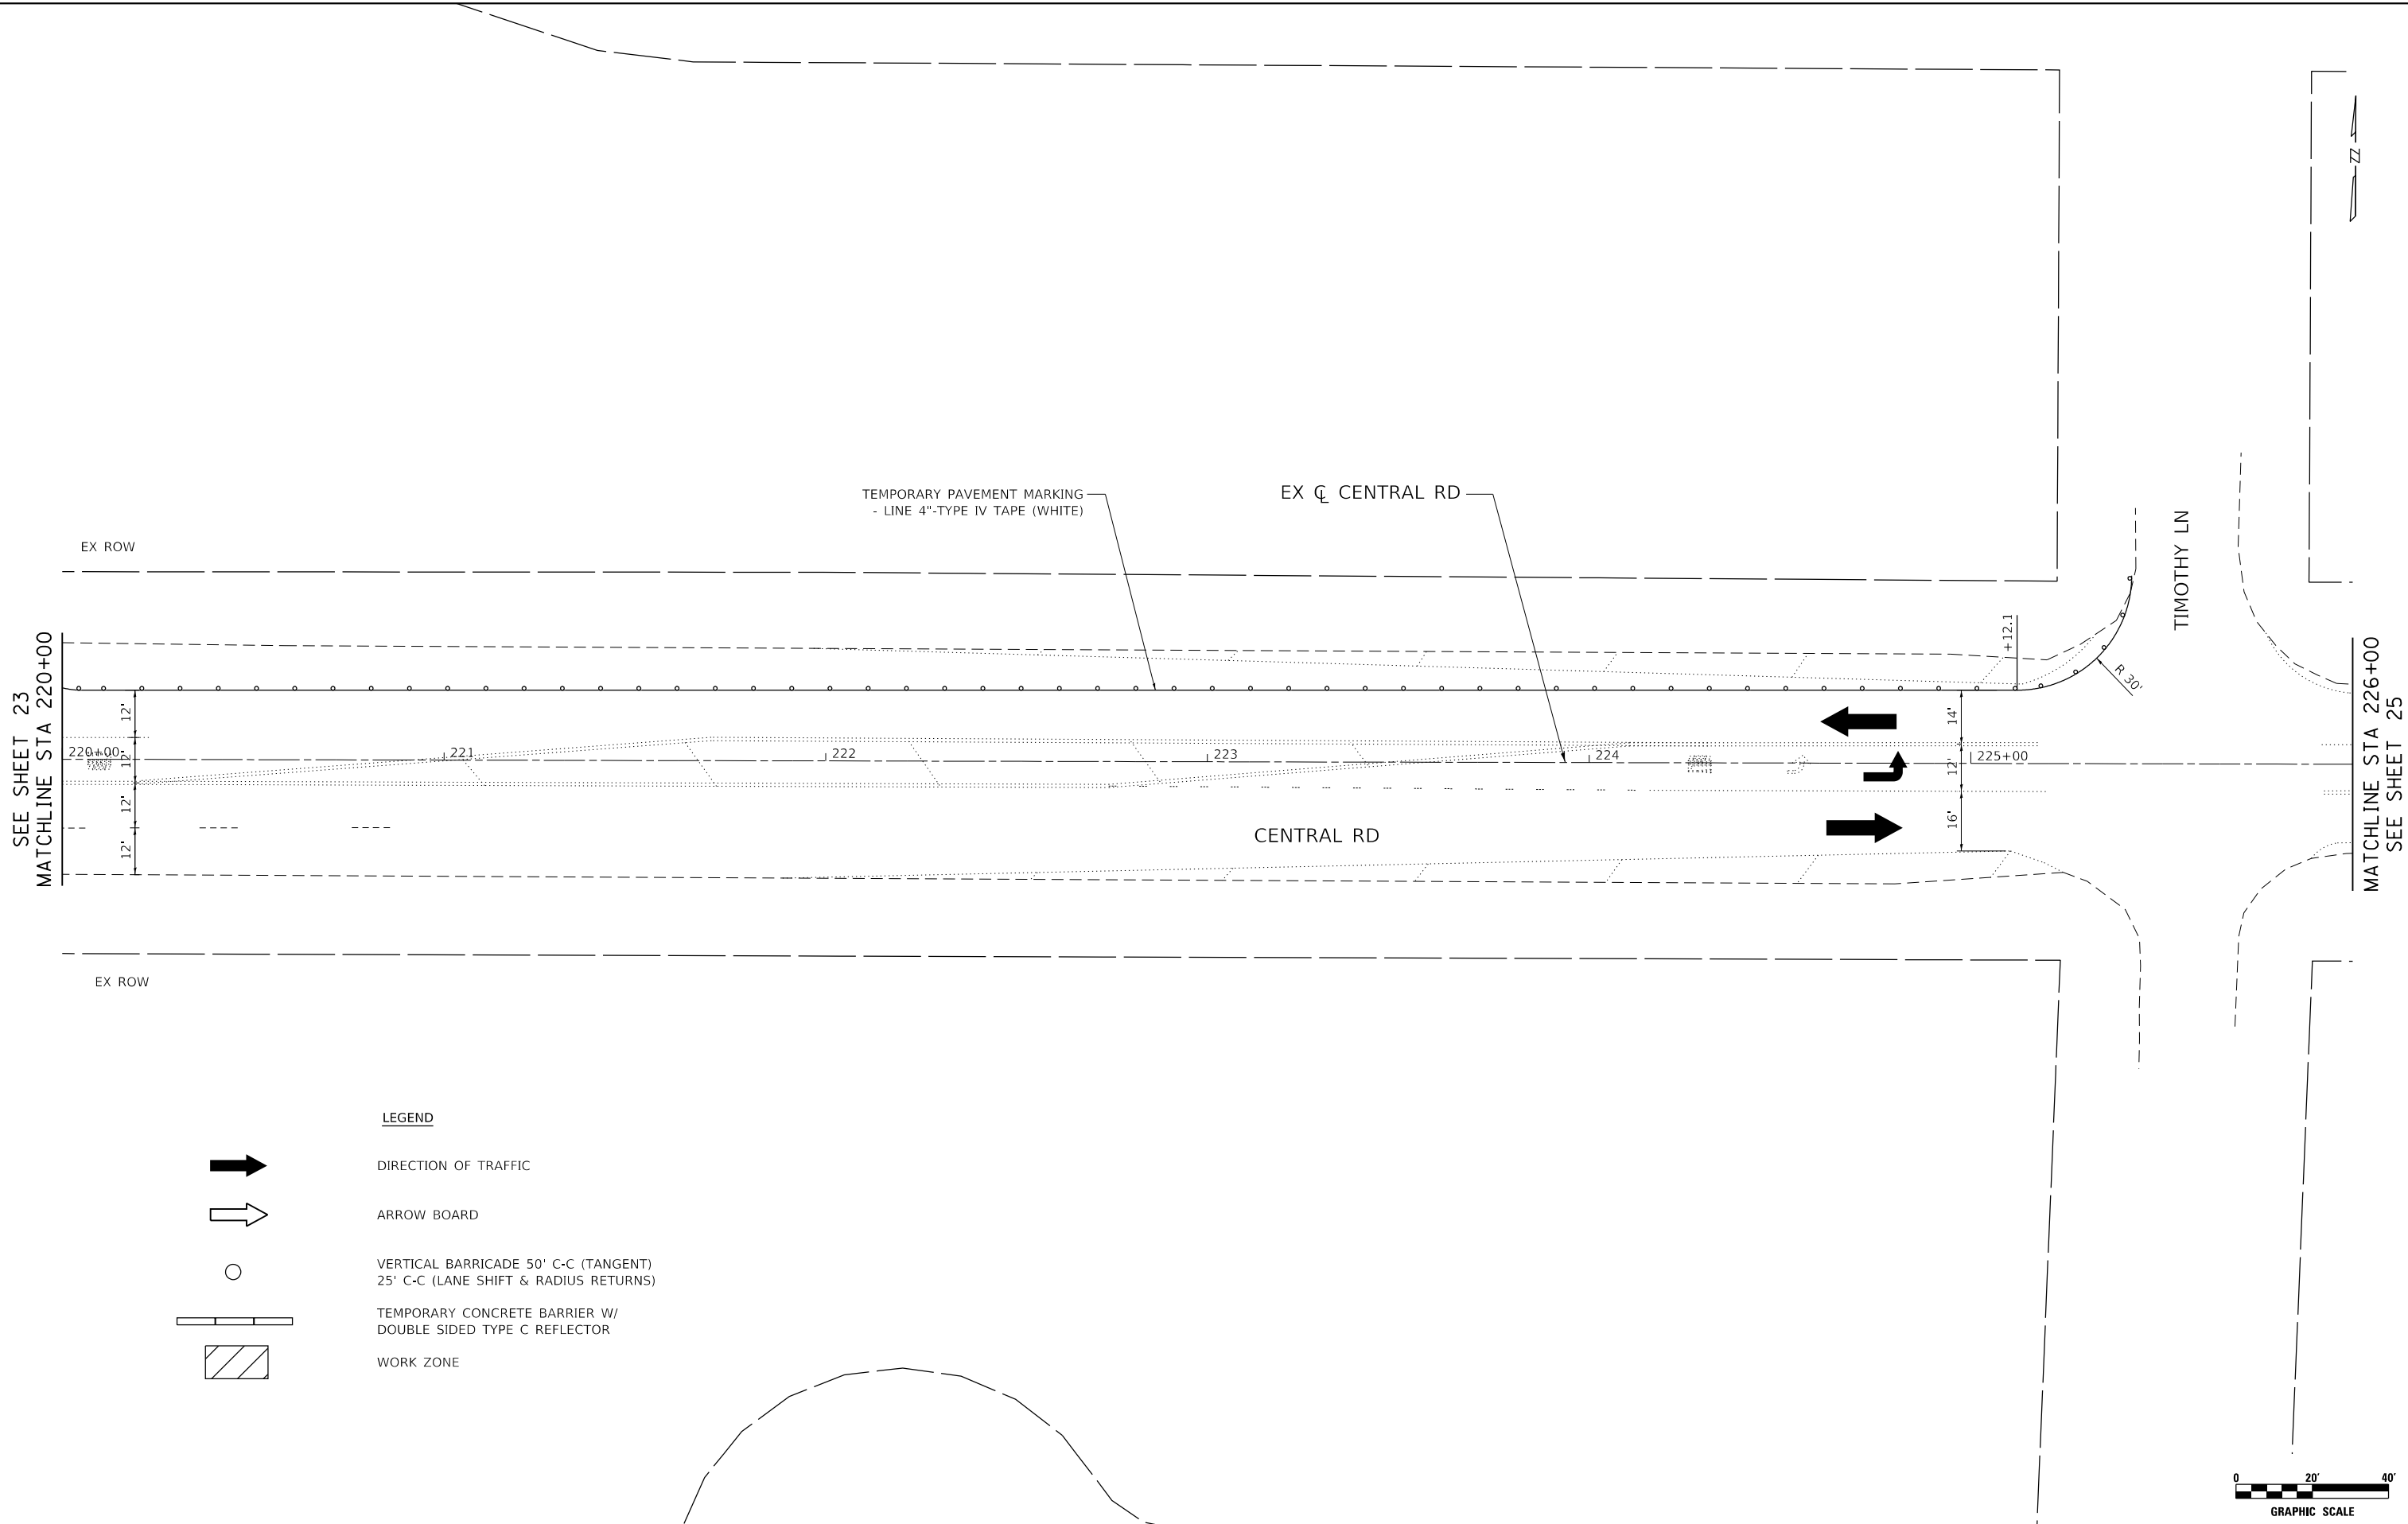 ZZ
TEMPORARY PAVEMENT MARKING
- LINE 4"-TYPE IV TAPE (WHITE)
EX ℄ CENTRAL RD
EX ROW
TIMOTHY LN
+12.1
R 30'
SEE SHEET 23
MATCHLINE STA 220+00
MATCHLINE STA 226+00
SEE SHEET 25
12'
12'
12'
12'
14'
12'
16'
220+00
221
222
223
224
225+00
CENTRAL RD
EX ROW
LEGEND
DIRECTION OF TRAFFIC
ARROW BOARD
VERTICAL BARRICADE 50' C-C (TANGENT)
25' C-C (LANE SHIFT & RADIUS RETURNS)
TEMPORARY CONCRETE BARRIER W/
DOUBLE SIDED TYPE C REFLECTOR
WORK ZONE
0 20' 40'
GRAPHIC SCALE